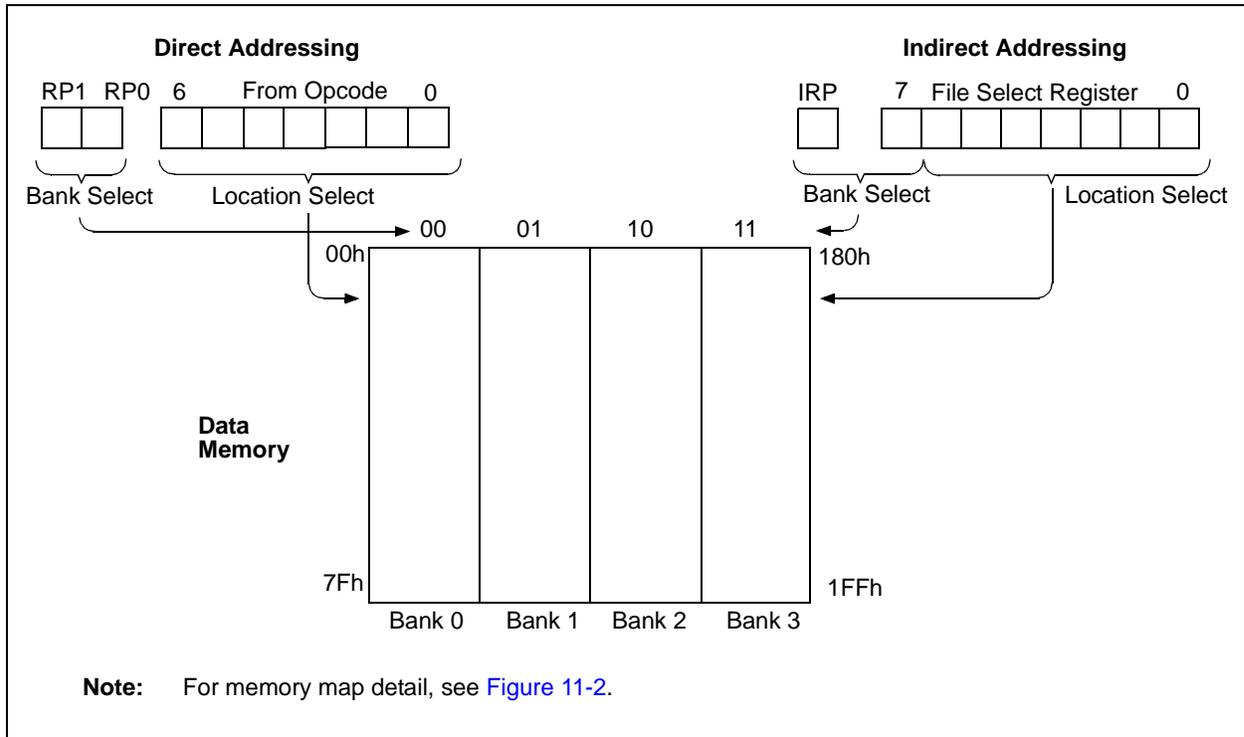 Direct Addressing
Indirect Addressing
RP1 RP0 6 From Opcode 0
IRP 7 File Select Register 0
Bank Select Location Select
Bank Select Location Select
00 01 10 11
00h 180h
Data
Memory
7Fh 1FFh
Bank 0 Bank 1 Bank 2 Bank 3
Note: For memory map detail, see Figure 11-2.